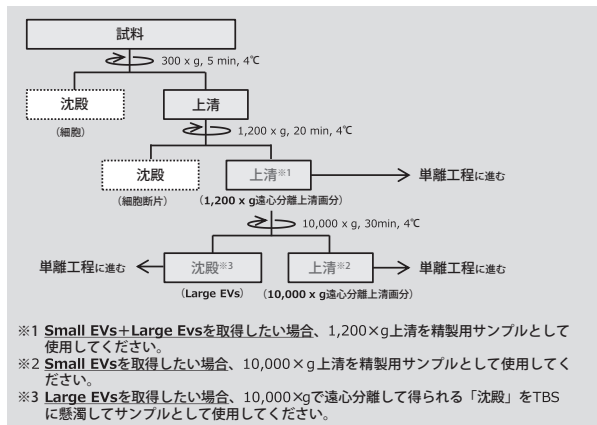 試料
300 x g, 5 min, 4℃
沈殿
上清
(細胞)
1,200 x g, 20 min, 4℃
沈殿
上清※1
単離工程に進む
(細胞断片)
(1,200 x g遠心分離上清画分)
10,000 x g, 30min, 4℃
単離工程に進む
沈殿※3
上清※2
単離工程に進む
(Large EVs)
(10,000 x g遠心分離上清画分)
※1 Small EVs＋Large Evsを取得したい場合、1,200×g上清を精製用サンプルとして
使用してください。
※2 Small EVsを取得したい場合、10,000×g上清を精製用サンプルとして使用してく
ださい。
※3 Large EVsを取得したい場合、10,000×gで遠心分離して得られる「沈殿」をTBS
に懸濁してサンプルとして使用してください。